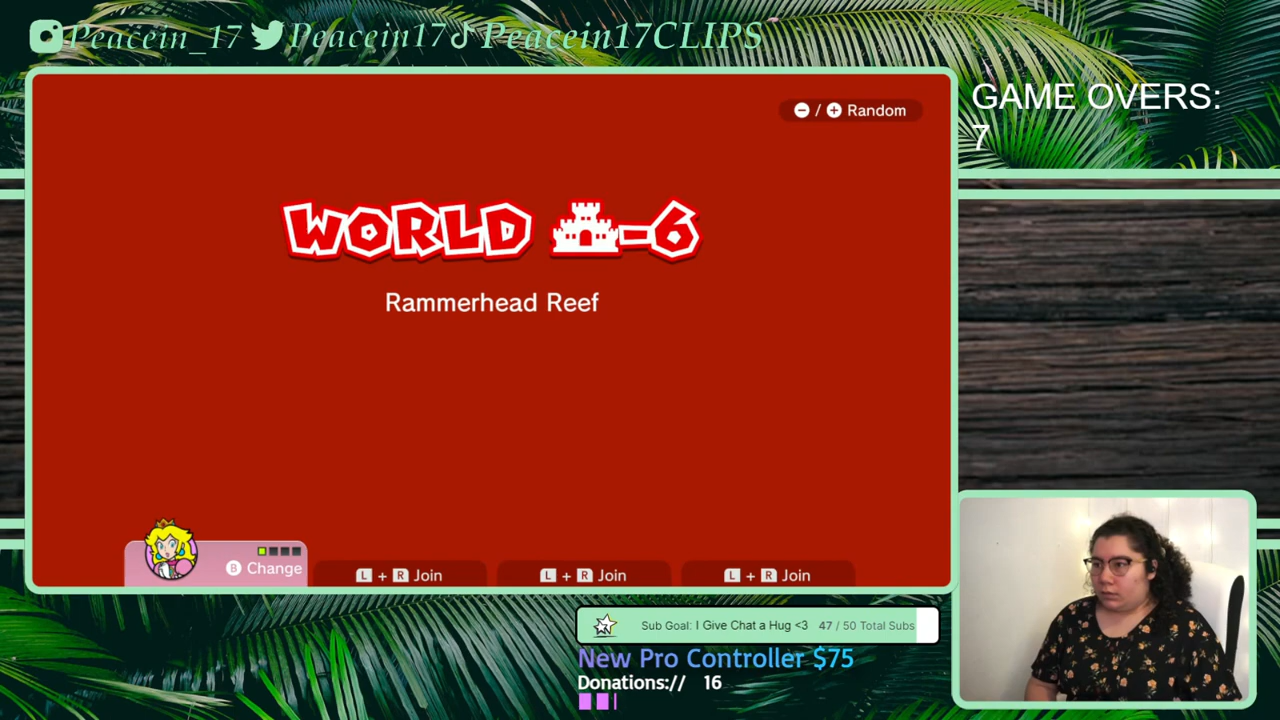 Peacein_17 Peacein17 Peacein17CLIPS
GAME OVERS:
7
- / + Random
WORLD -6
Rammerhead Reef
B Change
L + R Join
L + R Join
L + R Join
Sub Goal: I Give Chat a Hug <3 47 / 50 Total Subs
New Pro Controller $75
Donations:// 16